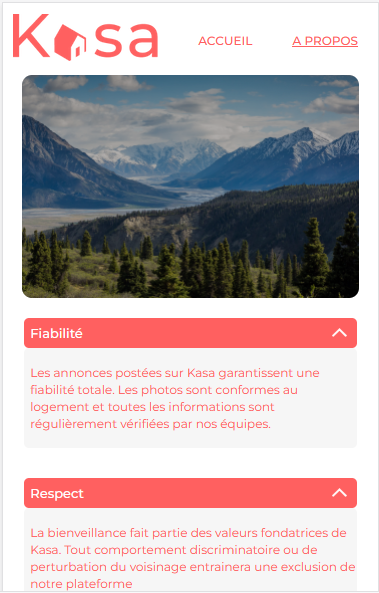 Kasa
ACCUEIL
A PROPOS
Fiabilité
Les annonces postées sur Kasa garantissent une
fiabilité totale. Les photos sont conformes au
logement et toutes les informations sont
régulièrement vérifiées par nos équipes.
Respect
La bienveillance fait partie des valeurs fondatrices de
Kasa. Tout comportement discriminatoire ou de
perturbation du voisinage entrainera une exclusion de
notre plateforme